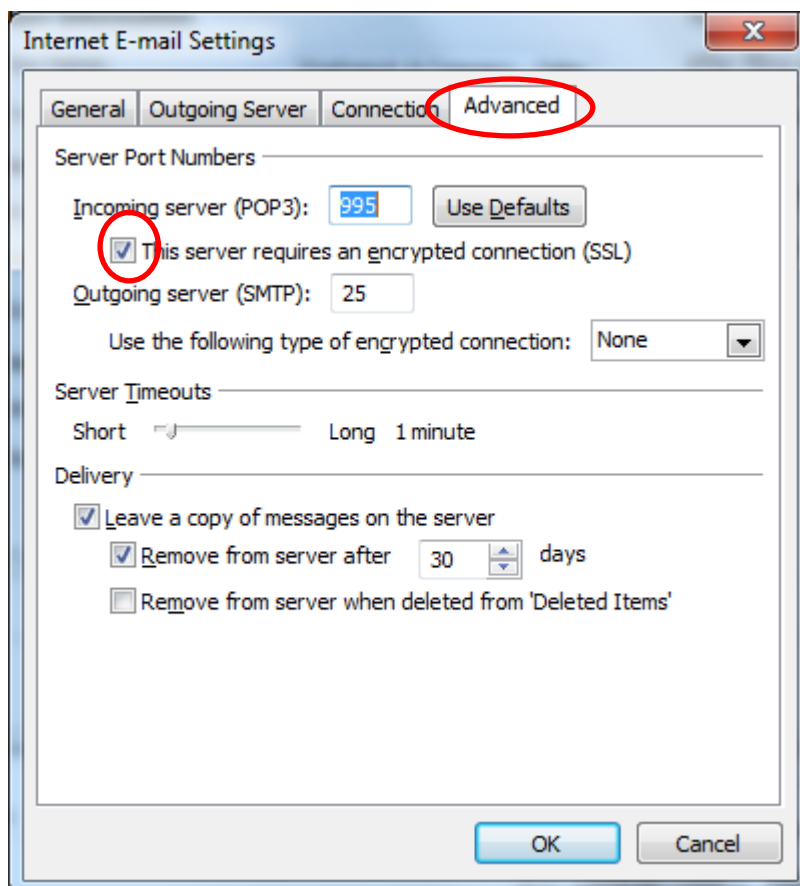 Internet E-mail Settings
General Outgoing Server Connection Advanced
Server Port Numbers
Incoming server (POP3): 995 Use Defaults
This server requires an encrypted connection (SSL)
Outgoing server (SMTP): 25
Use the following type of encrypted connection: None
Server Timeouts
Short Long 1 minute
Delivery
Leave a copy of messages on the server
Remove from server after 30 days
Remove from server when deleted from 'Deleted Items'
OK Cancel